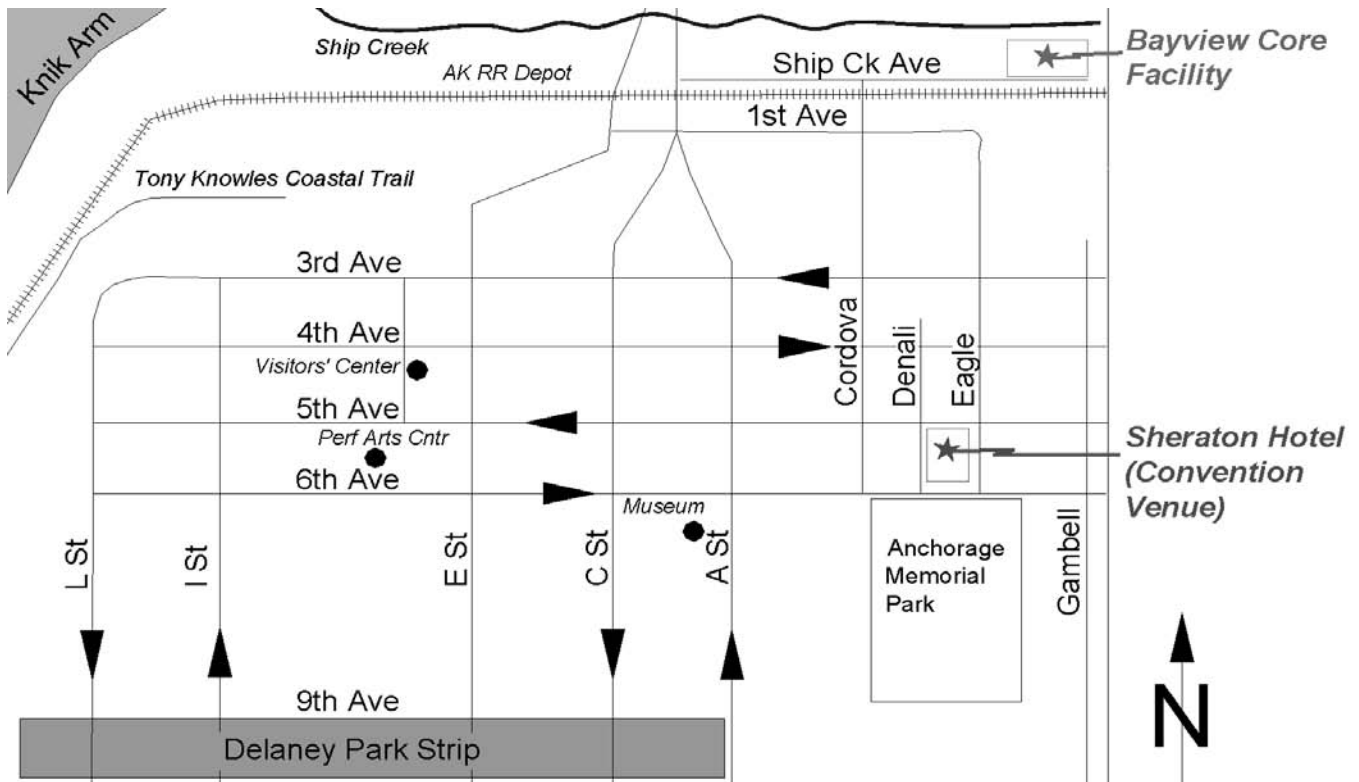 Knik Arm
Ship Creek
AK RR Depot
Ship Ck Ave
Bayview Core
Facility
1st Ave
Tony Knowles Coastal Trail
3rd Ave
4th Ave
Visitors' Center
Cordova
Denali
Eagle
5th Ave
Perf Arts Cntr
6th Ave
Sheraton Hotel
(Convention
Venue)
Museum
L St
I St
E St
C St
A St
Anchorage
Memorial
Park
Gambell
9th Ave
Delaney Park Strip
N